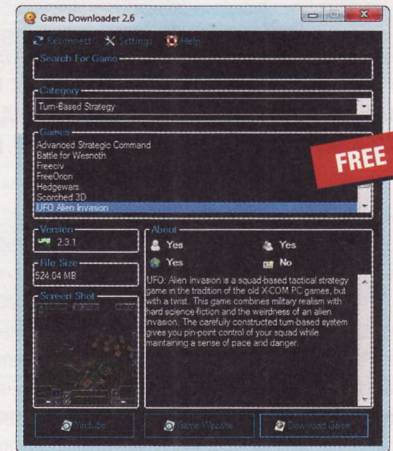 Game Downloader 2.6
Reconnect Settings Help
Search For Game
Category
Turn-Based Strategy
Games
Advanced Strategic Command
Battle for Wesnoth
Freeciv
FreeOrion
Hedgewars
Scorched 3D
UFO Alien Invasion
FREE
Version
2.3.1
File Size
524.04 MB
Screen Shot
About
Yes Yes
Yes No
UFO: Alien Invasion is a squad-based tactical strategy
game in the tradition of the old X-COM PC games, but
with a twist. This game combines military realism with
hard science-fiction and the weirdness of an alien
invasion. The carefully constructed turn-based system
gives you pin-point control of your squad while
maintaining a sense of pace and danger.
Youtube Game Website Download Game